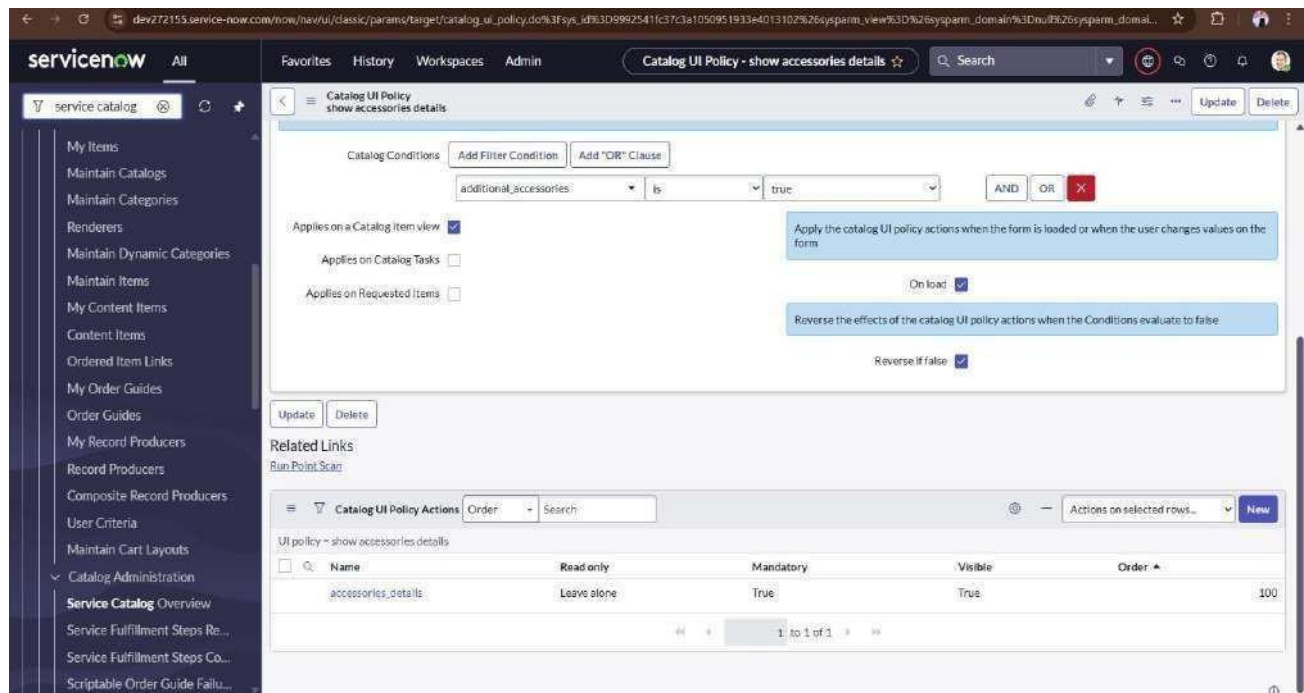 dev272155.service-now.com/now/nav/ui/classic/params/target/catalog_ui_policy.do%3Fsys_id%3D9992541fc37c3a1050951933e4013102%26sysparm_view%3D%26sysparm_domain%3Dnull%26sysparm_domai...
servicenow All Favorites History Workspaces Admin Catalog UI Policy - show accessories details Search
service catalog
Catalog UI Policy
show accessories details
Update Delete
My Items
Maintain Catalogs
Maintain Categories
Renderers
Maintain Dynamic Categories
Maintain Items
My Content Items
Content Items
Ordered Item Links
My Order Guides
Order Guides
My Record Producers
Record Producers
Composite Record Producers
User Criteria
Maintain Cart Layouts
Catalog Administration
Service Catalog Overview
Service Fulfillment Steps Re...
Service Fulfillment Steps Co...
Scriptable Order Guide Failu...
Catalog Conditions Add Filter Condition Add "OR" Clause
additional_accessories is true AND OR X
Applies on a Catalog Item view
Applies on Catalog Tasks
Applies on Requested Items
Apply the catalog UI policy actions when the form is loaded or when the user changes values on the
form
On load
Reverse the effects of the catalog UI policy actions when the Conditions evaluate to false
Reverse if false
Update Delete
Related Links
Run Point Scan
Catalog UI Policy Actions Order Search Actions on selected rows... New
UI policy = show accessories details
Name Read only Mandatory Visible Order
accessories_details Leave alone True True 100
1 to 1 of 1